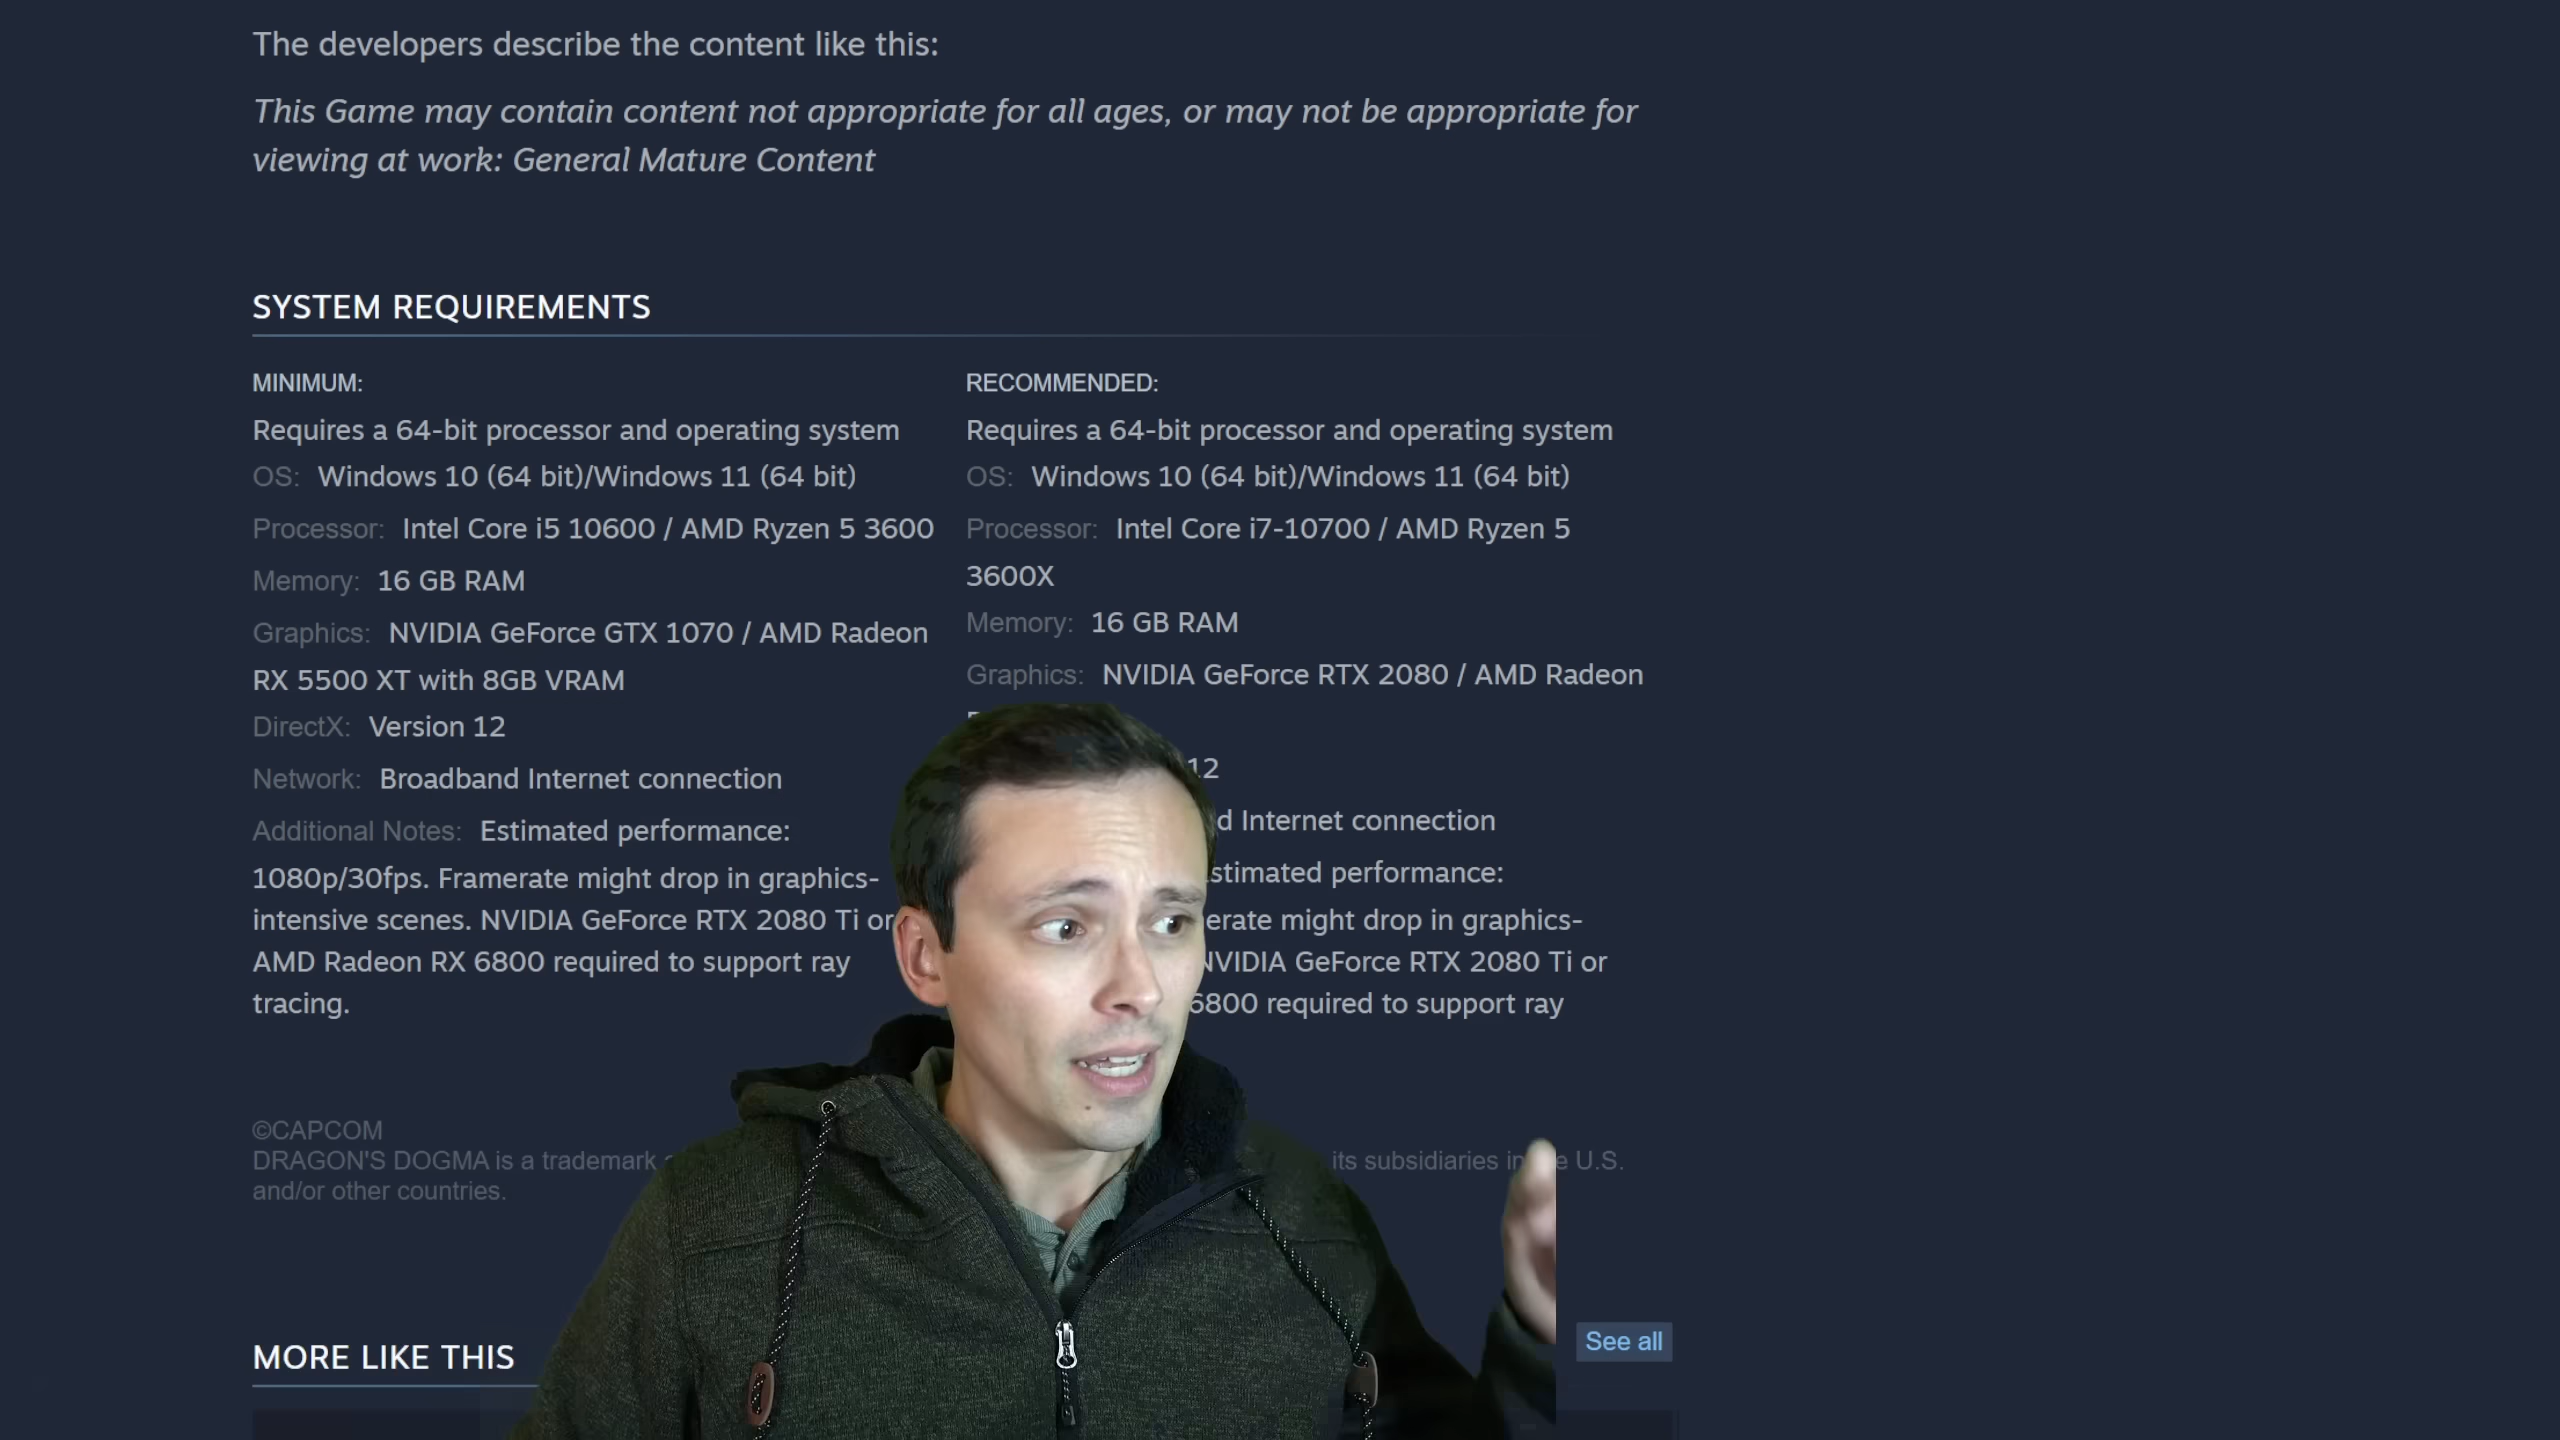 The developers describe the content like this:
This Game may contain content not appropriate for all ages, or may not be appropriate for
viewing at work: General Mature Content
SYSTEM REQUIREMENTS
MINIMUM:
Requires a 64-bit processor and operating system
OS: Windows 10 (64 bit)/Windows 11 (64 bit)
Processor: Intel Core i5 10600 / AMD Ryzen 5 3600
Memory: 16 GB RAM
Graphics: NVIDIA GeForce GTX 1070 / AMD Radeon
RX 5500 XT with 8GB VRAM
DirectX: Version 12
Network: Broadband Internet connection
Additional Notes: Estimated performance:
1080p/30fps. Framerate might drop in graphics-
intensive scenes. NVIDIA GeForce RTX 2080 Ti or
AMD Radeon RX 6800 required to support ray
tracing.
RECOMMENDED:
Requires a 64-bit processor and operating system
OS: Windows 10 (64 bit)/Windows 11 (64 bit)
Processor: Intel Core i7-10700 / AMD Ryzen 5
3600X
Memory: 16 GB RAM
Graphics: NVIDIA GeForce RTX 2080 / AMD Radeon
12
Internet connection
performance:
might drop in graphics-
NVIDIA GeForce RTX 2080 Ti or
6800 required to support ray
©CAPCOM
DRAGON'S DOGMA is a trademark its subsidiaries in U.S.
and/or other countries.
MORE LIKE THIS
See all